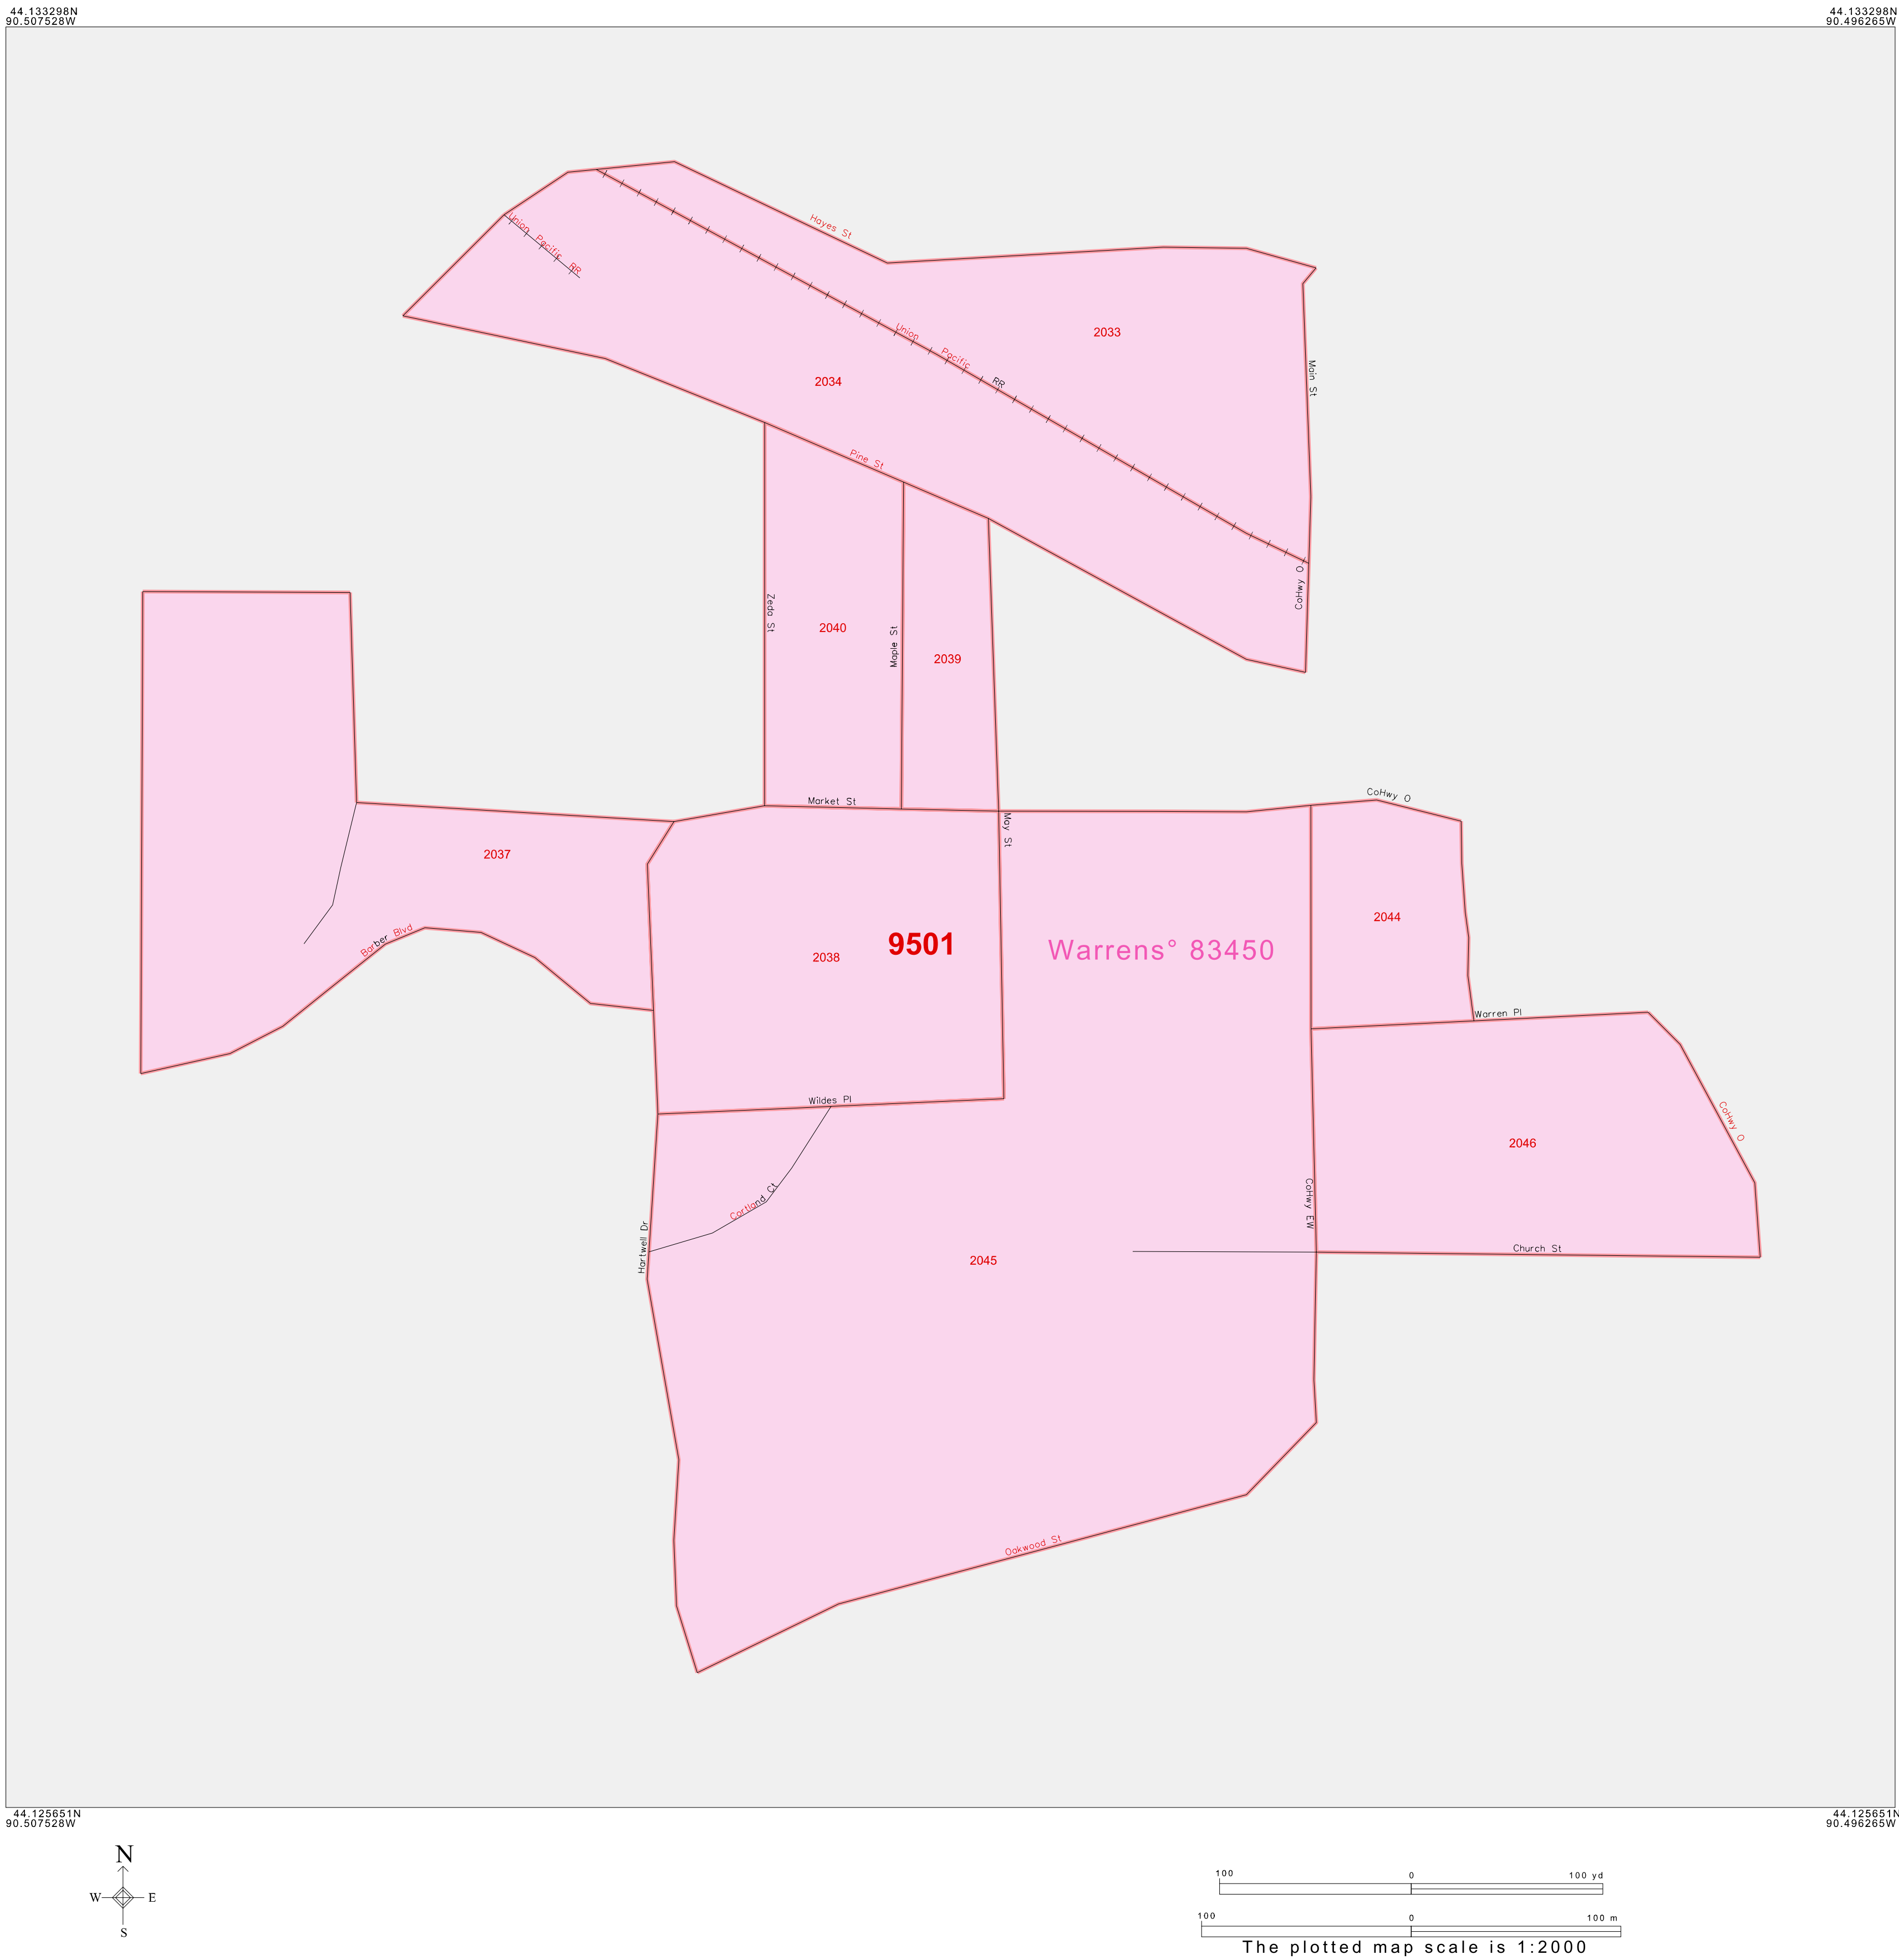 44.133298N
90.507528W
44.133298N
90.496265W
Hayes St
Union Pacific RR
Union Pacific RR
2033
Main St
2034
Pine St
CoHwy O
Zeda St
2040
Maple St
2039
Market St
CoHwy O
May St
2037
2044
Barber Blvd
9501
Warrens° 83450
2038
Warren Pl
Wildes Pl
CoHwy O
2046
Cortland Ct
CoHwy EW
Hartwell Dr
Church St
2045
Oakwood St
44.125651N
90.507528W
44.125651N
90.496265W
N
W E
S
100 0 100 yd
100 0 100 m
The plotted map scale is 1:2000